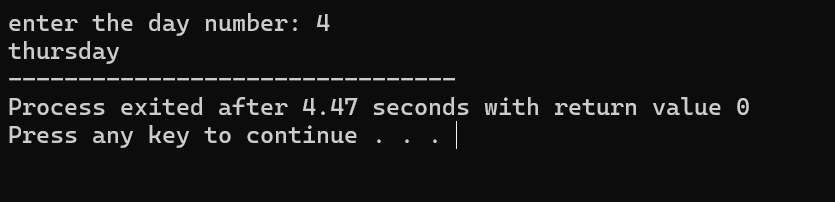 enter the day number: 4
thursday
--------------------------------
Process exited after 4.47 seconds with return value 0
Press any key to continue . . .